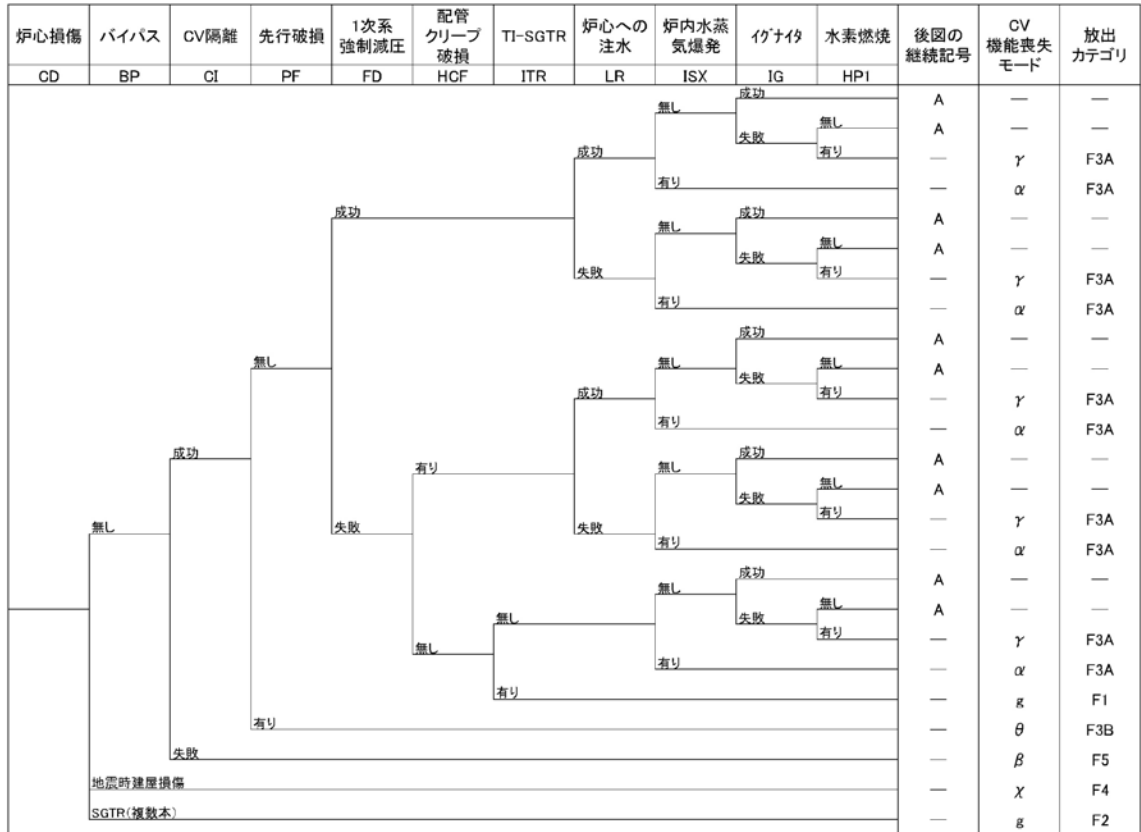 炉心損傷 バイパス CV隔離 先行破損 1次系強制減圧 配管クリープ破損 TI-SGTR 炉心への注水 炉内水蒸気爆発 イグナイタ 水素燃焼 後図の継続記号 CV機能喪失モード 放出カテゴリ
CD BP CI PF FD HCF ITR LR ISX IG HP1
成功 A — —
無し
無し A — —
失敗
有り — γ F3A
成功
有り — α F3A
成功
成功 A — —
無し
無し A — —
失敗
有り — γ F3A
失敗
有り — α F3A
成功 A — —
無し
無し
無し A — —
失敗
有り — γ F3A
成功
有り — α F3A
成功
成功 A — —
有り
無し
無し A — —
失敗
有り — γ F3A
無し
失敗
失敗
有り — α F3A
成功 A — —
無し
無し A — —
失敗
無し
有り — γ F3A
無し
有り — α F3A
有り — g F1
有り — θ F3B
失敗 — β F5
地震時建屋損傷 — χ F4
SGTR(複数本) — g F2